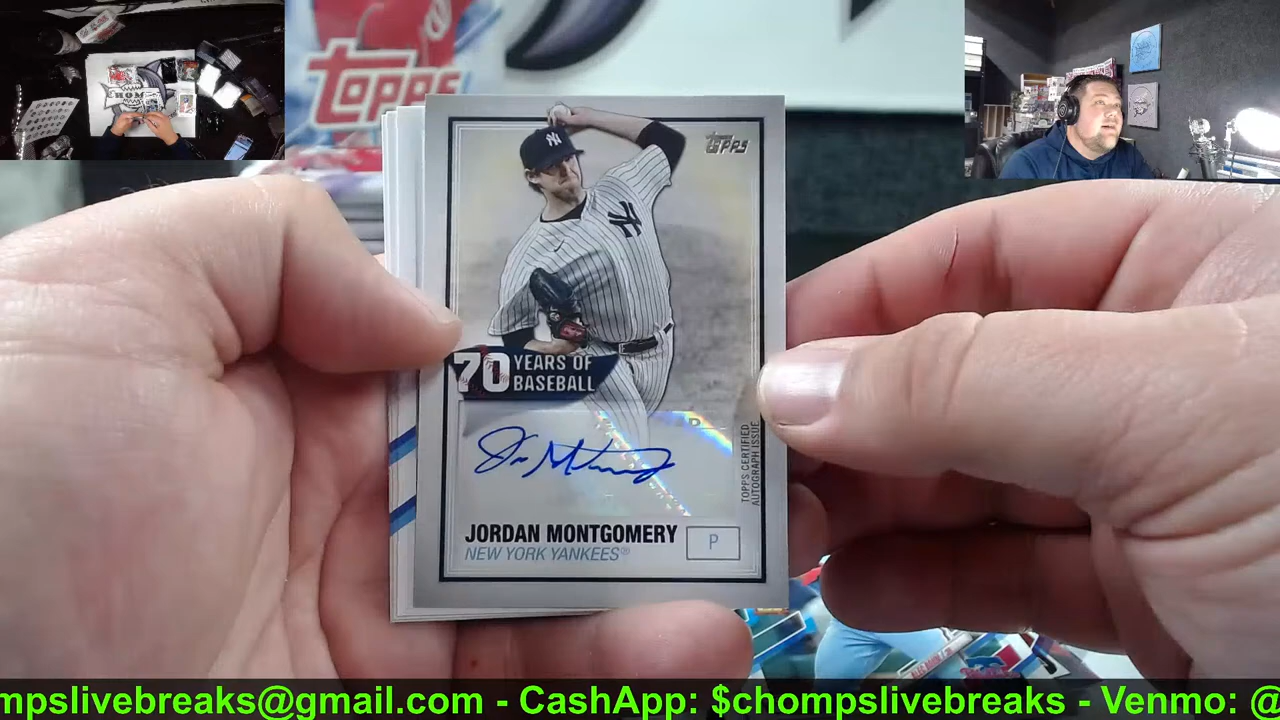 topps
TOPPS
NY
70 YEARS OF
BASEBALL
TOPPS CERTIFIED
AUTOGRAPH ISSUE
JORDAN MONTGOMERY
P
NEW YORK YANKEES®
mpslivebreaks@gmail.com - CashApp: $chompslivebreaks - Venmo: @